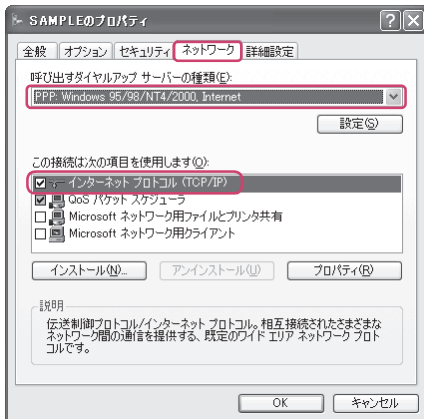 SAMPLEのプロパティ
全般 オプション セキュリティ ネットワーク 詳細設定
呼び出すダイヤルアップ サーバーの種類(E):
PPP: Windows 95/98/NT4/2000, Internet
設定(S)
この接続は次の項目を使用します(O):
インターネット プロトコル (TCP/IP)
QoS パケット スケジューラ
Microsoft ネットワーク用ファイルとプリンタ共有
Microsoft ネットワーク用クライアント
インストール(N)... アンインストール(U) プロパティ(R)
説明
伝送制御プロトコル/インターネット プロトコル。相互接続されたさまざまな
ネットワーク間の通信を提供する、既定のワイド エリア ネットワーク プロト
コルです。
OK キャンセル